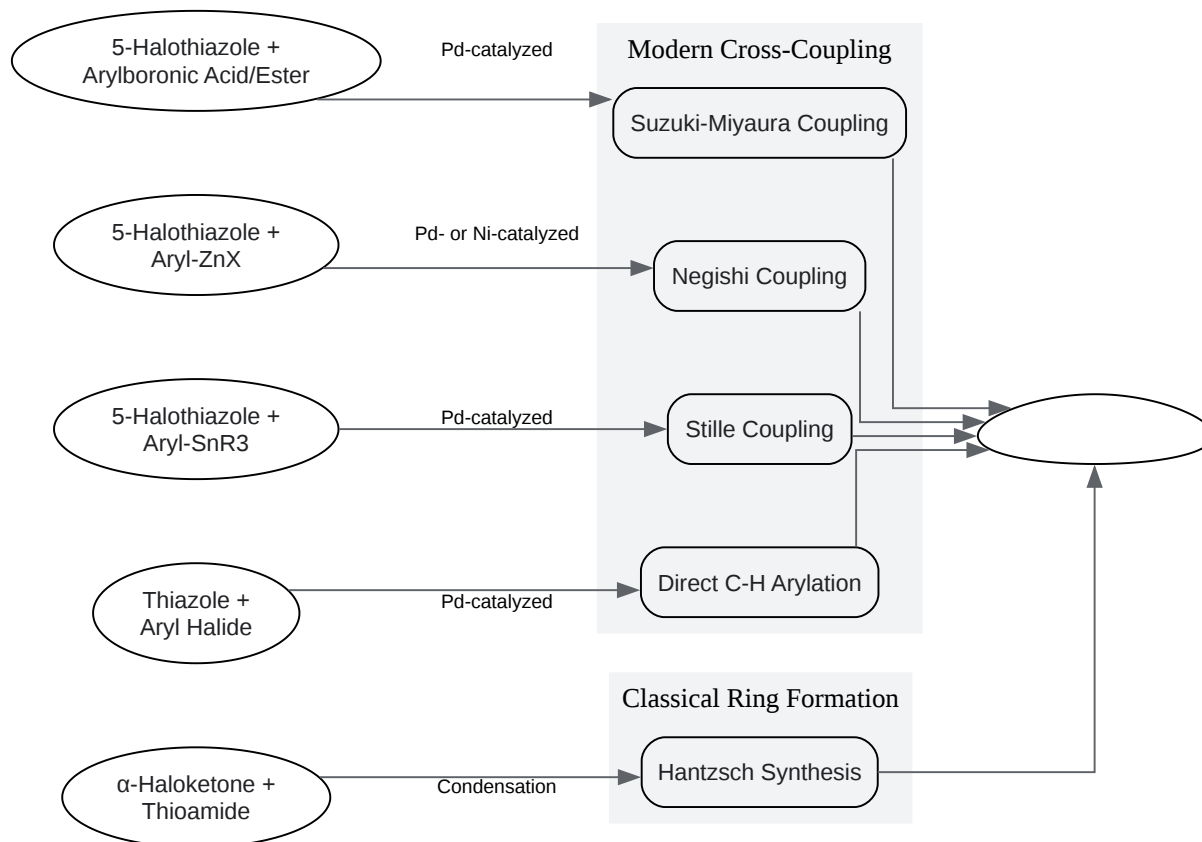 5-Halothiazole +
Arylboronic Acid/Ester
Pd-catalyzed
Modern Cross-Coupling
Suzuki-Miyaura Coupling
5-Halothiazole +
Aryl-ZnX
Pd- or Ni-catalyzed
Negishi Coupling
5-Halothiazole +
Aryl-SnR3
Pd-catalyzed
Stille Coupling
Thiazole +
Aryl Halide
Pd-catalyzed
Direct C-H Arylation
Classical Ring Formation
α-Haloketone +
Thioamide
Condensation
Hantzsch Synthesis